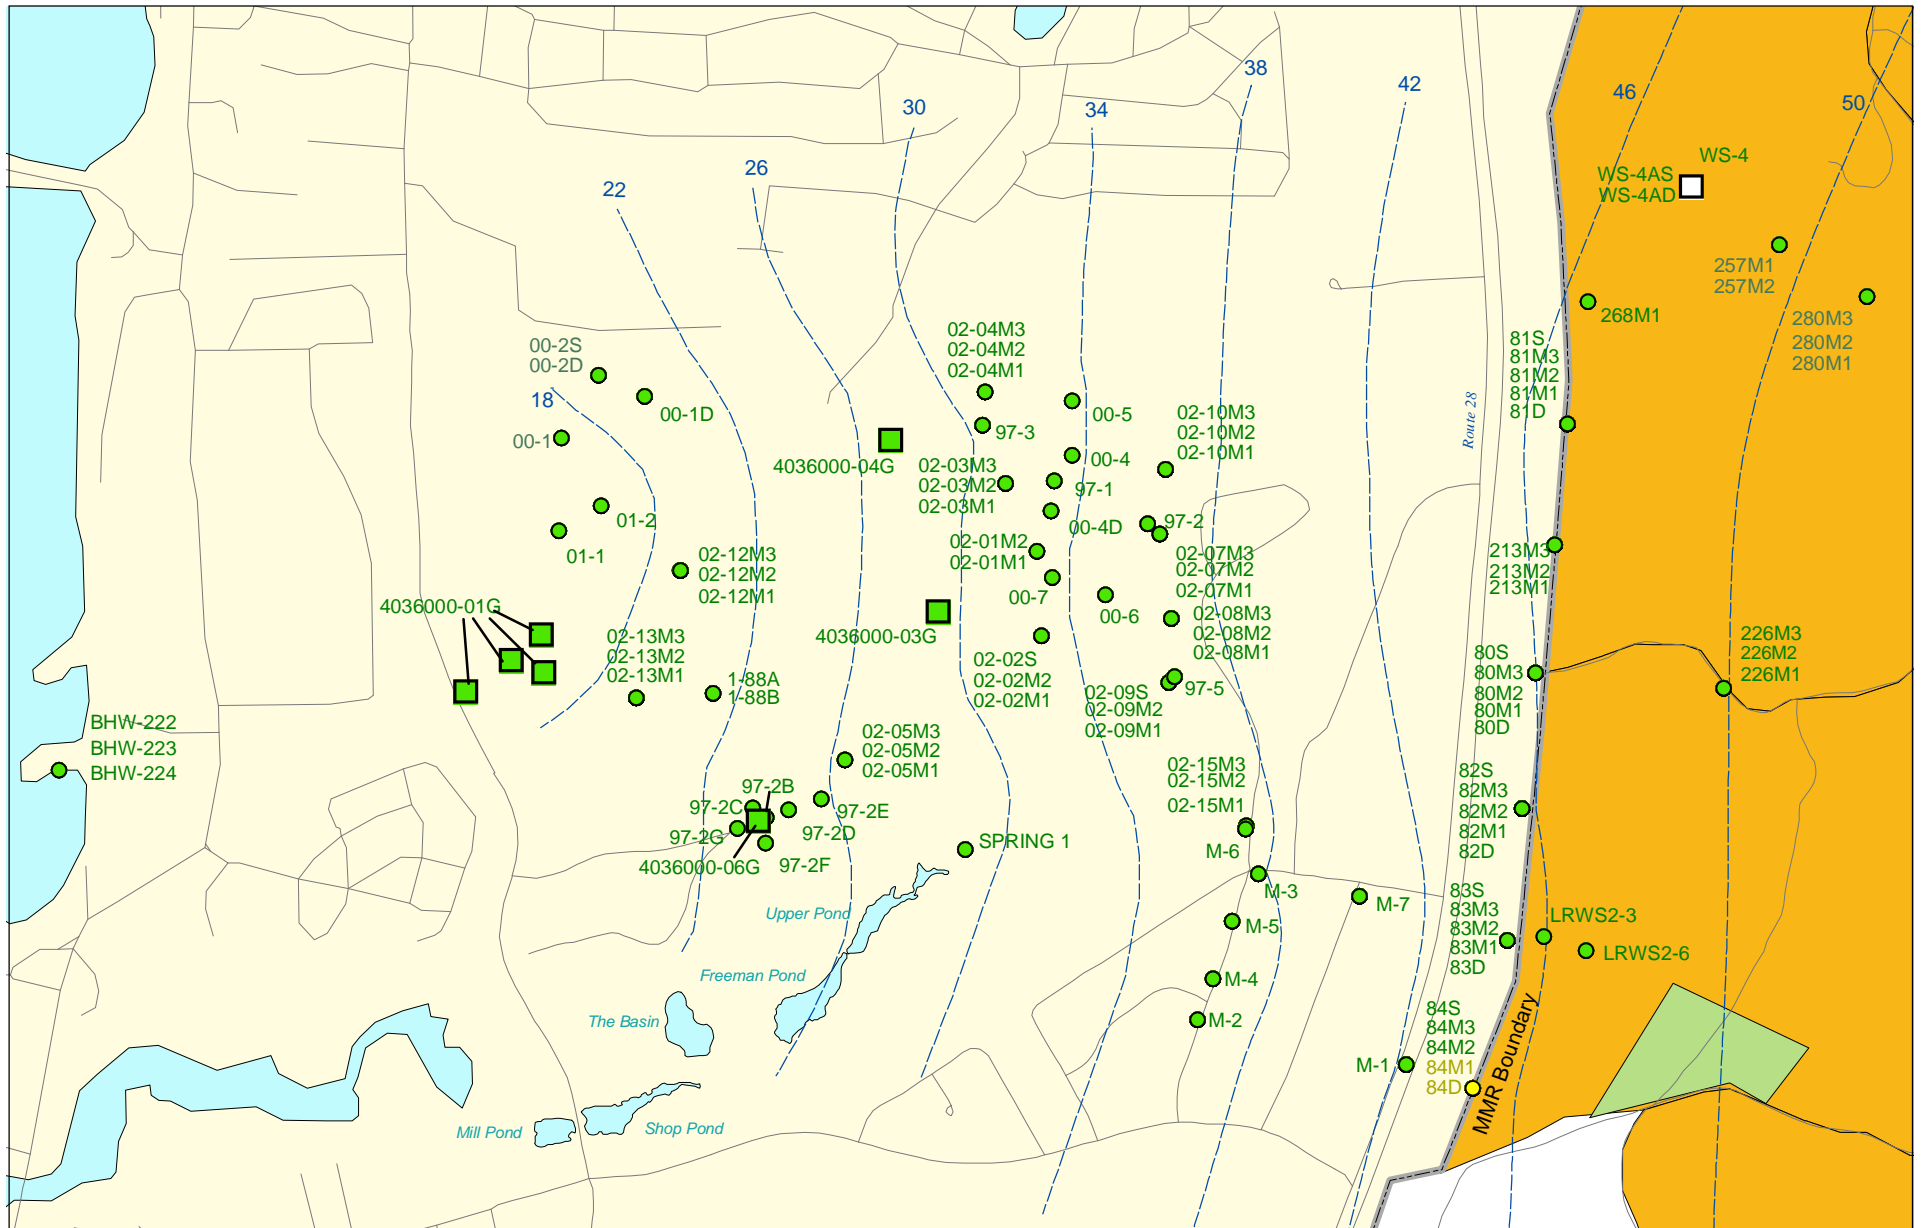 38
42
46
50
30
34
26
22
18
WS-4
WS-4AS
WS-4AD
257M1
257M2
268M1
280M3
280M2
280M1
02-04M3
02-04M2
02-04M1
00-2S
00-2D
00-1D
00-1
81S
81M3
81M2
81M1
81D
Route 28
00-5
97-3
02-10M3
02-10M2
02-10M1
4036000-04G
02-03M3
02-03M2
02-03M1
00-4
97-1
00-4D
97-2
01-2
01-1
02-01M2
02-01M1
02-07M3
02-07M2
02-07M1
213M3
213M2
213M1
02-12M3
02-12M2
02-12M1
00-7
00-6
4036000-01G
4036000-03G
02-08M3
02-08M2
02-08M1
02-13M3
02-13M2
02-13M1
1-88A
1-88B
02-02S
02-02M2
02-02M1
97-5
02-09S
02-09M2
02-09M1
80S
80M3
80M2
80M1
80D
226M3
226M2
226M1
BHW-222
BHW-223
BHW-224
02-05M3
02-05M2
02-05M1
02-15M3
02-15M2
02-15M1
82S
82M3
82M2
82M1
82D
97-2B
97-2C
97-2E
97-2G
97-2D
4036000-06G
97-2F
SPRING 1
M-6
M-3
M-7
M-5
M-4
M-2
M-1
83S
83M3
83M2
83M1
83D
LRWS2-3
LRWS2-6
Upper Pond
Freeman Pond
The Basin
Mill Pond
Shop Pond
84S
84M3
84M2
84M1
84D
MMR Boundary